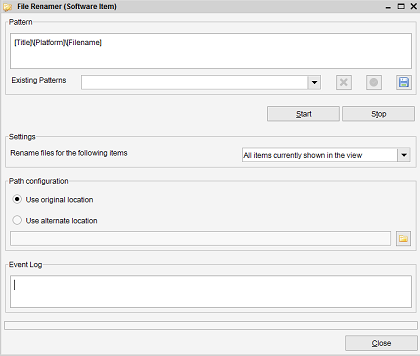 File Renamer (Software Item)
Pattern
[Title]\[Platform]\[Filename]
Existing Patterns
Start Stop
Settings
Rename files for the following items All items currently shown in the view
Path configuration
Use original location
Use alternate location
Event Log
Close